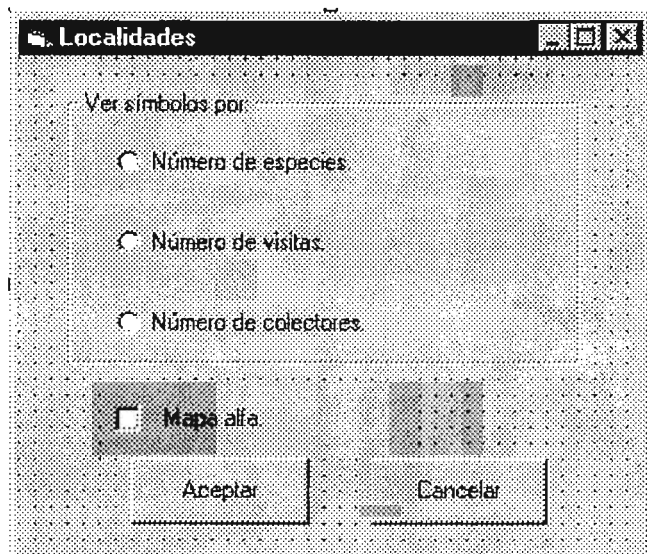 Localidades
Ver símbolos por:
Número de especies.
Número de visitas.
Número de colectores.
Mapa alfa.
Aceptar
Cancelar